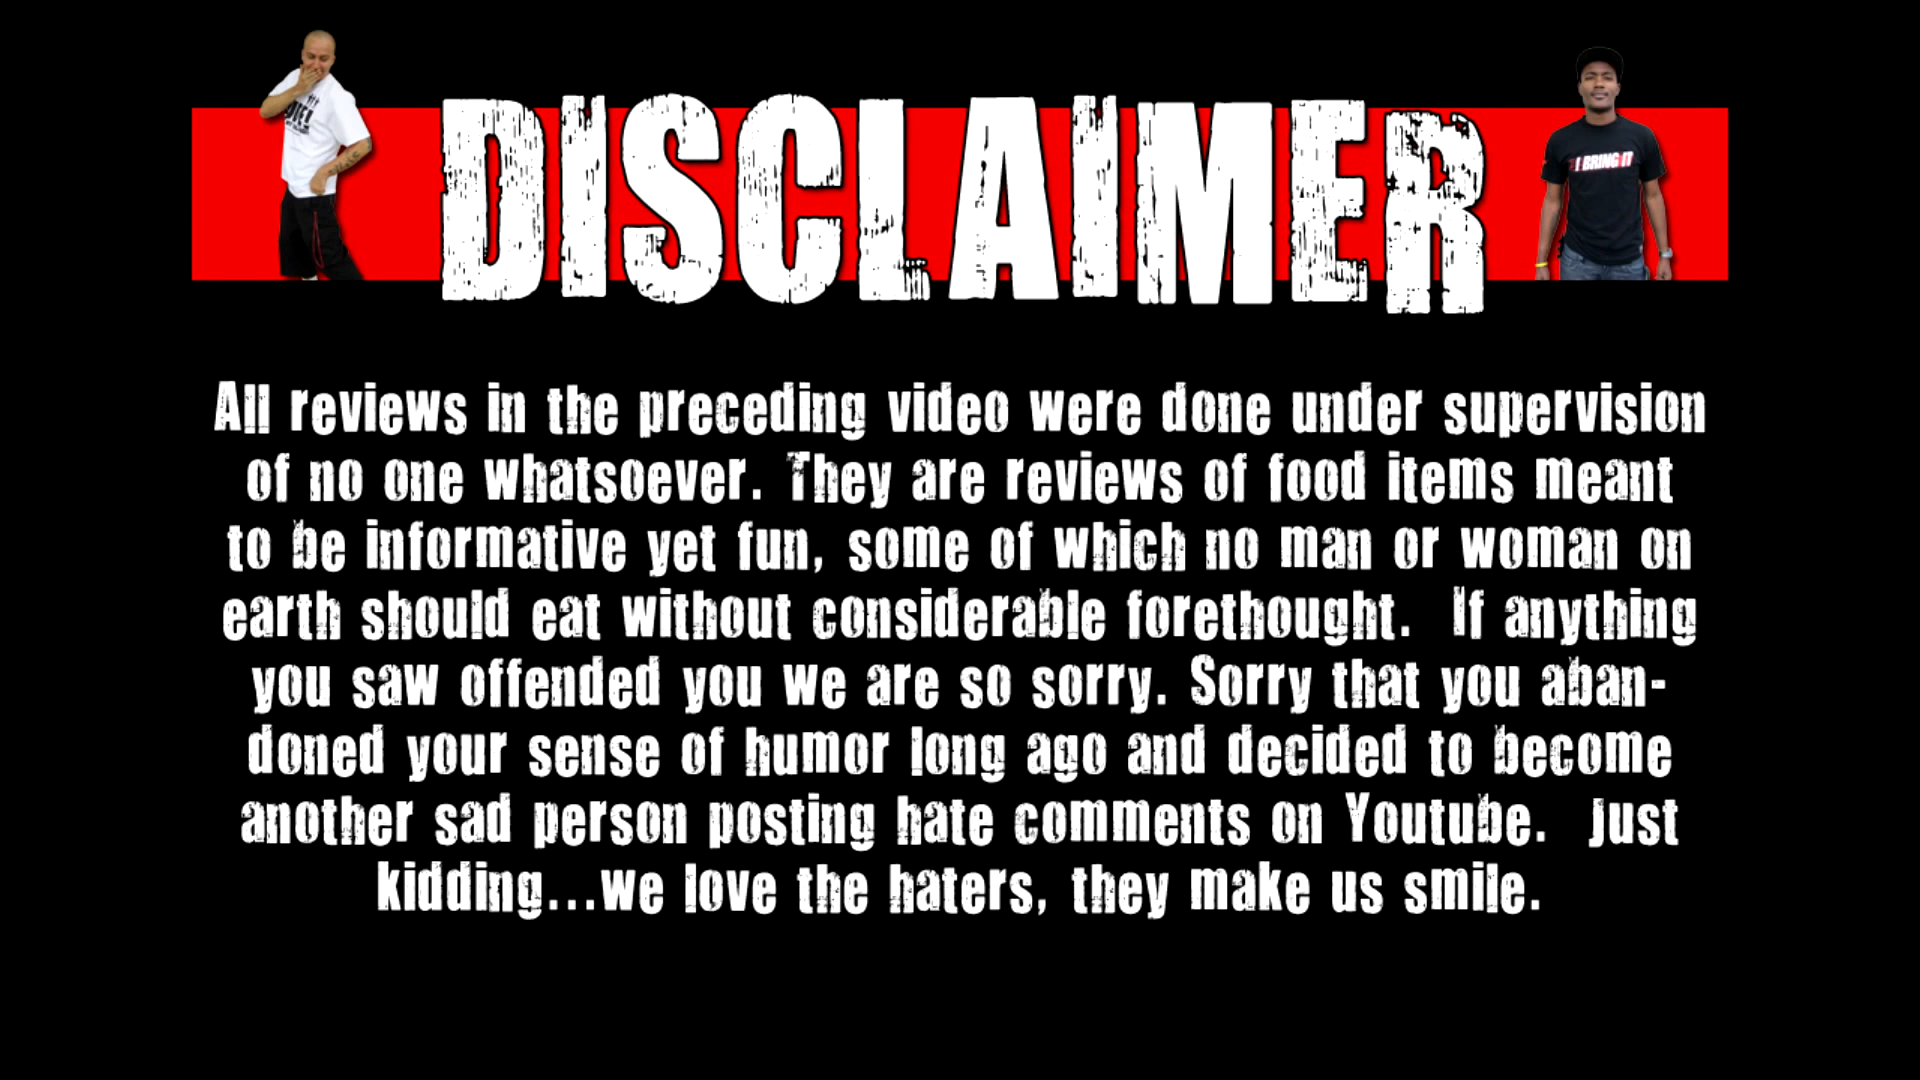 DISCLAIMER
I BRING IT
All reviews in the preceding video were done under supervision
of no one whatsoever. They are reviews of food items meant
to be informative yet fun, some of which no man or woman on
earth should eat without considerable forethought. If anything
you saw offended you we are so sorry. Sorry that you aban-
doned your sense of humor long ago and decided to become
another sad person posting hate comments on Youtube. Just
kidding...we love the haters, they make us smile.